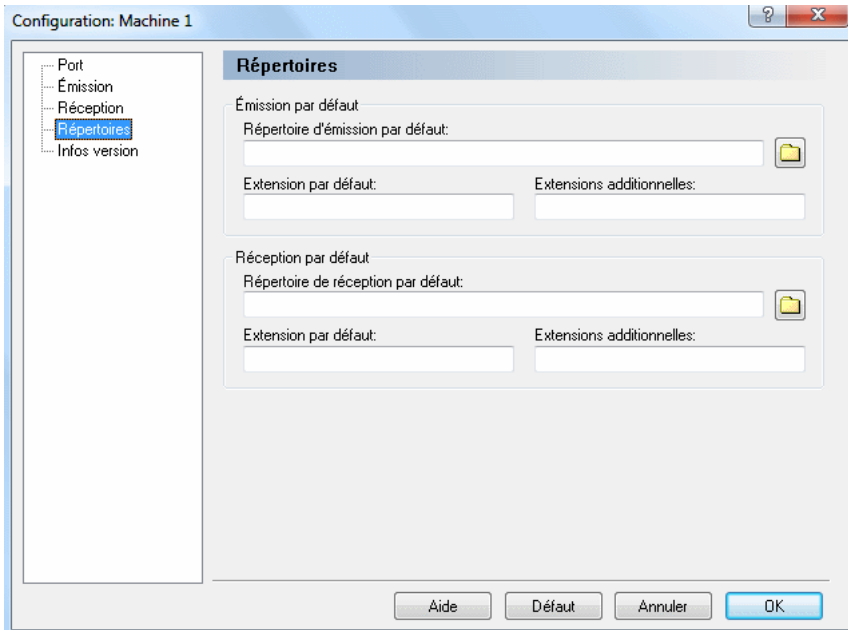 Configuration: Machine 1
?
X
Port
Émission
Réception
Répertoires
Infos version
Répertoires
Émission par défaut
Répertoire d'émission par défaut:
Extension par défaut:
Extensions additionnelles:
Réception par défaut
Répertoire de réception par défaut:
Extension par défaut:
Extensions additionnelles:
Aide
Défaut
Annuler
OK